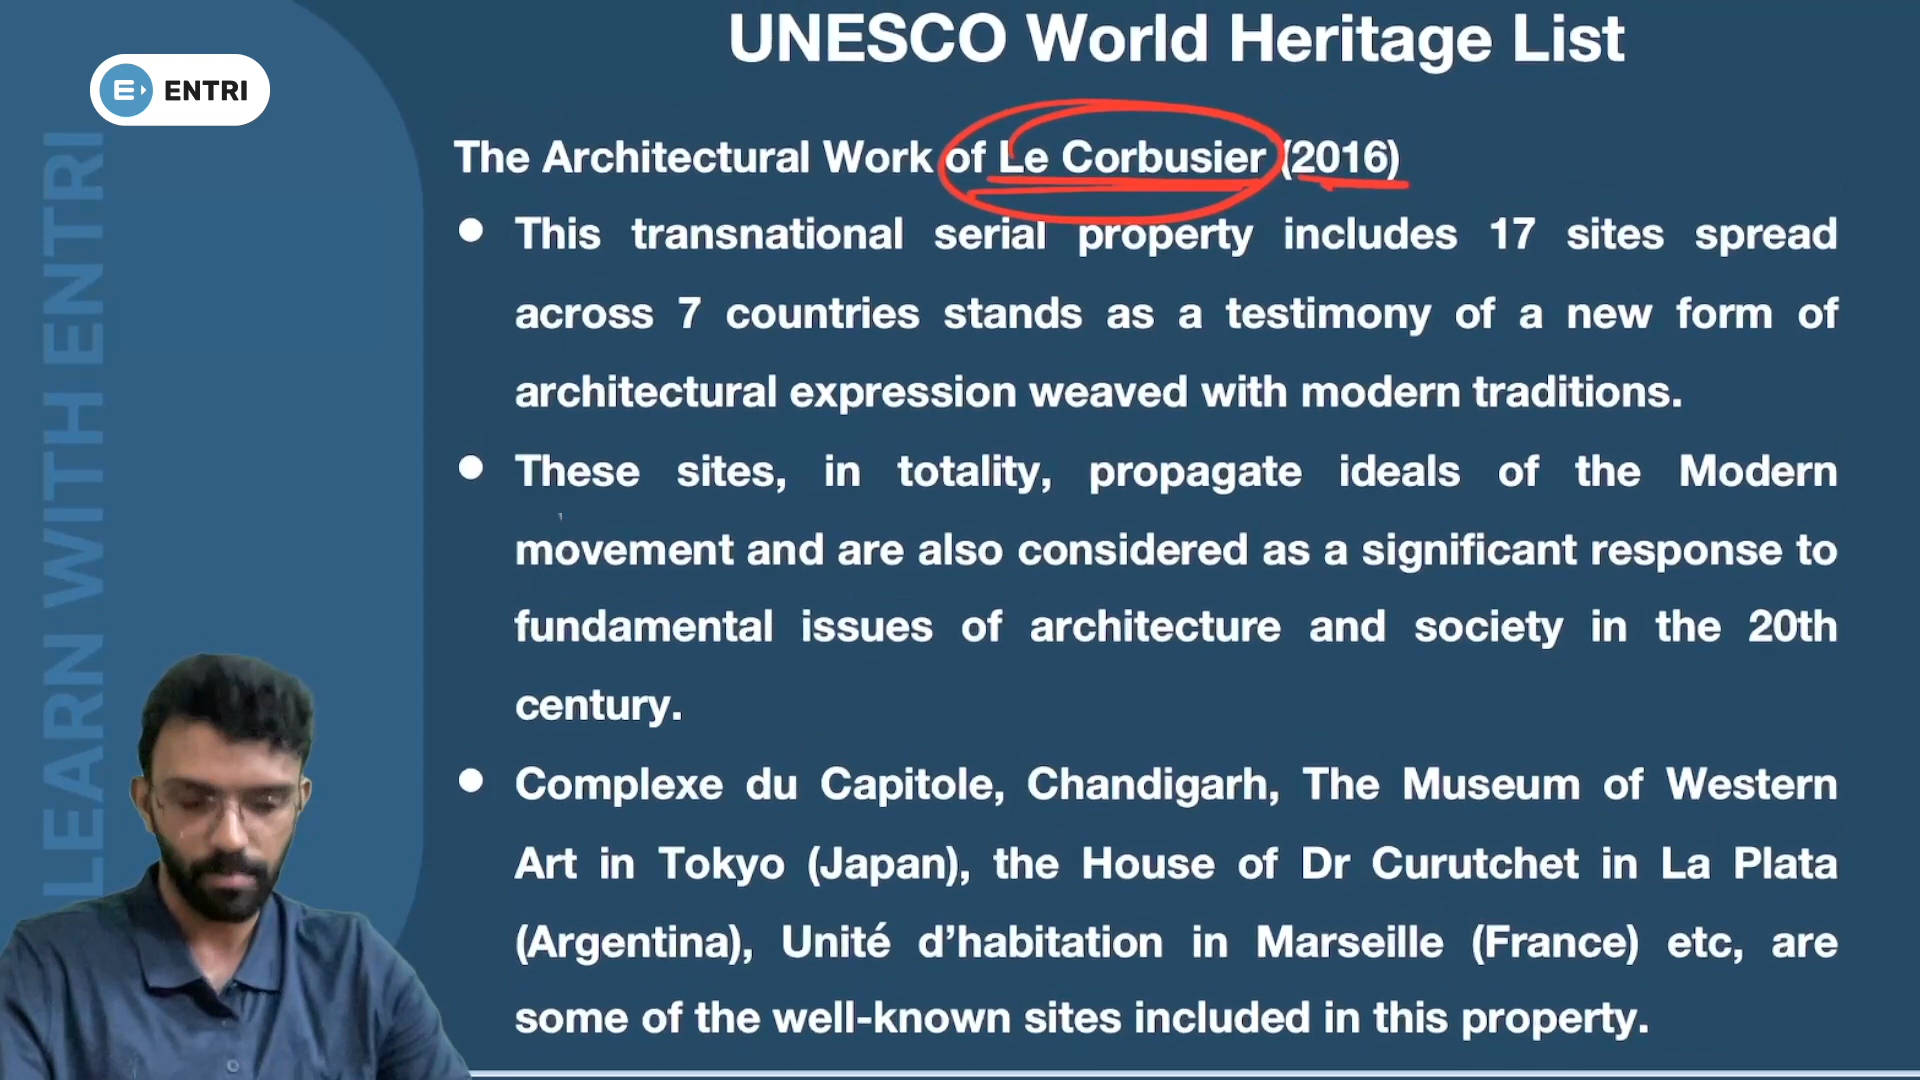 UNESCO World Heritage List
ENTRI
LEARN WITH ENTRI
The Architectural Work of Le Corbusier (2016)
● This transnational serial property includes 17 sites spread
across 7 countries stands as a testimony of a new form of
architectural expression weaved with modern traditions.
● These sites, in totality, propagate ideals of the Modern
movement and are also considered as a significant response to
fundamental issues of architecture and society in the 20th
century.
● Complexe du Capitole, Chandigarh, The Museum of Western
Art in Tokyo (Japan), the House of Dr Curutchet in La Plata
(Argentina), Unité d’habitation in Marseille (France) etc, are
some of the well-known sites included in this property.